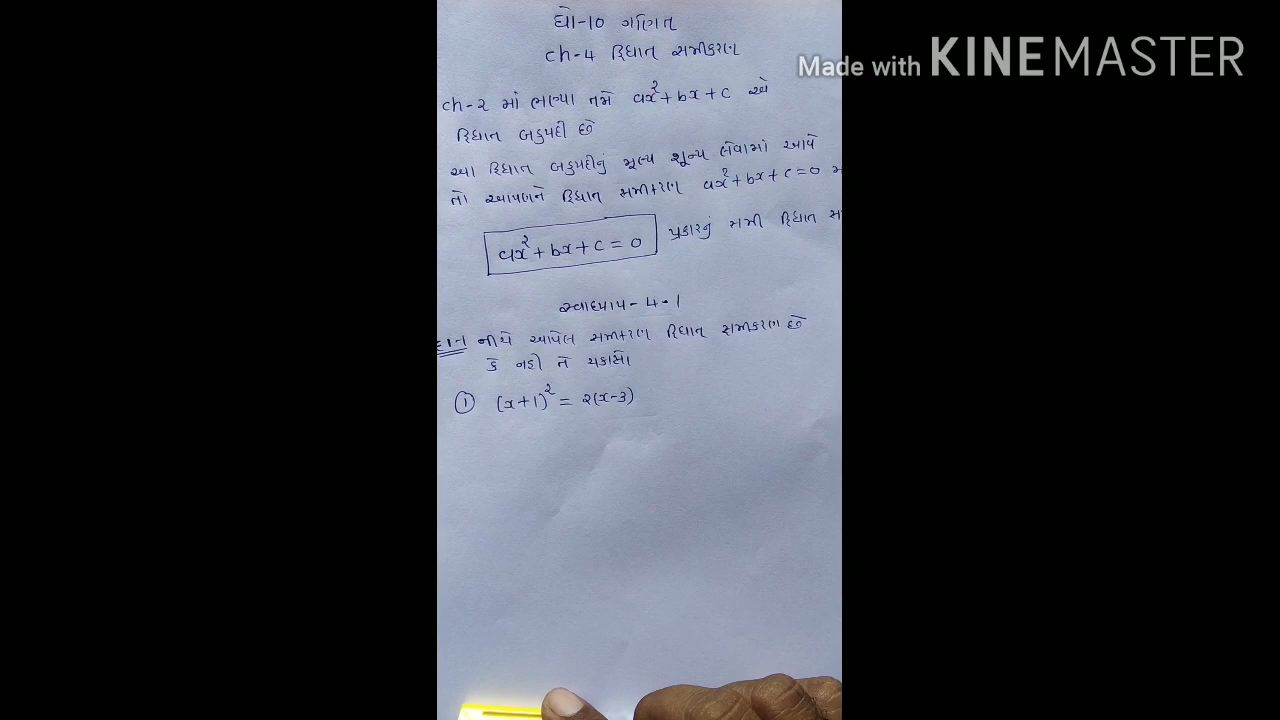 Made with KINEMASTER
ધો-10 ગણિત
ch-4 દ્વિઘાત સમીકરણ
ch-2 માં ભણ્યા તમે ax²+bx+c એ
દ્વિઘાત બહુપદી છે
આ દ્વિઘાત બહુપદીનું મૂલ્ય શૂન્ય લેવામાં આવે
તો આપણને દ્વિઘાત સમીકરણ ax²+bx+c=0 મ
ax²+bx+c=0 પ્રકારનું દ્વિઘાત સ
સ્વાધ્યાય-4.1
નીચે આપેલ સમીકરણ દ્વિઘાત સમીકરણ છે
કે નહીં તે ચકાસો
① (x+1)² = 2(x-3)